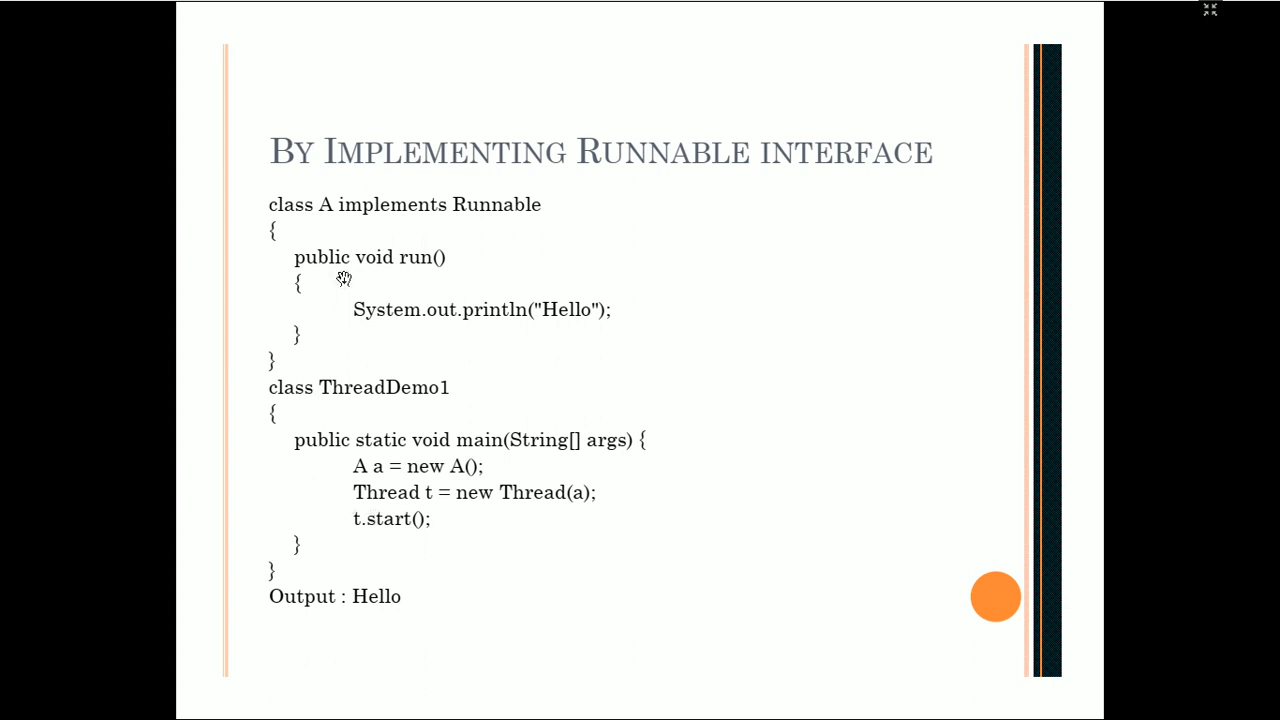 By Implementing Runnable interface
class A implements Runnable
{
public void run()
{
System.out.println("Hello");
}
}
class ThreadDemo1
{
public static void main(String[] args) {
A a = new A();
Thread t = new Thread(a);
t.start();
}
}
Output : Hello